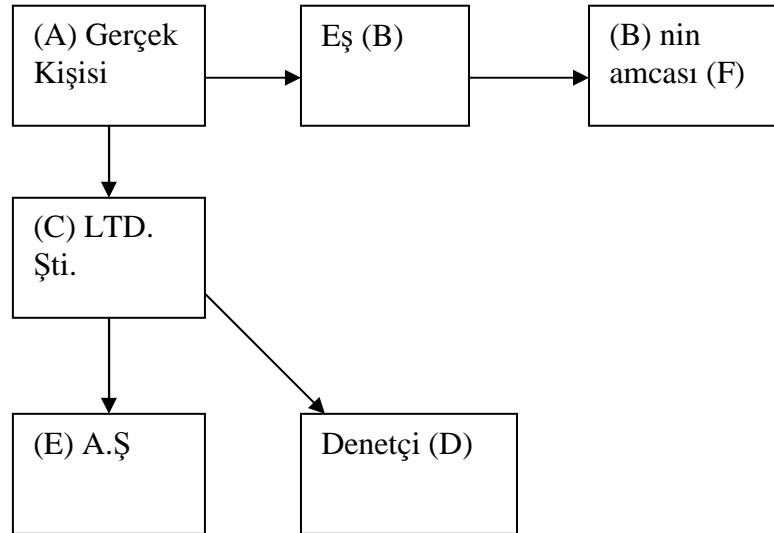 (A) Gerçek
Kişisi
Eş (B)
(B) nin
amcası (F)
(C) LTD.
Şti.
(E) A.Ş
Denetçi (D)